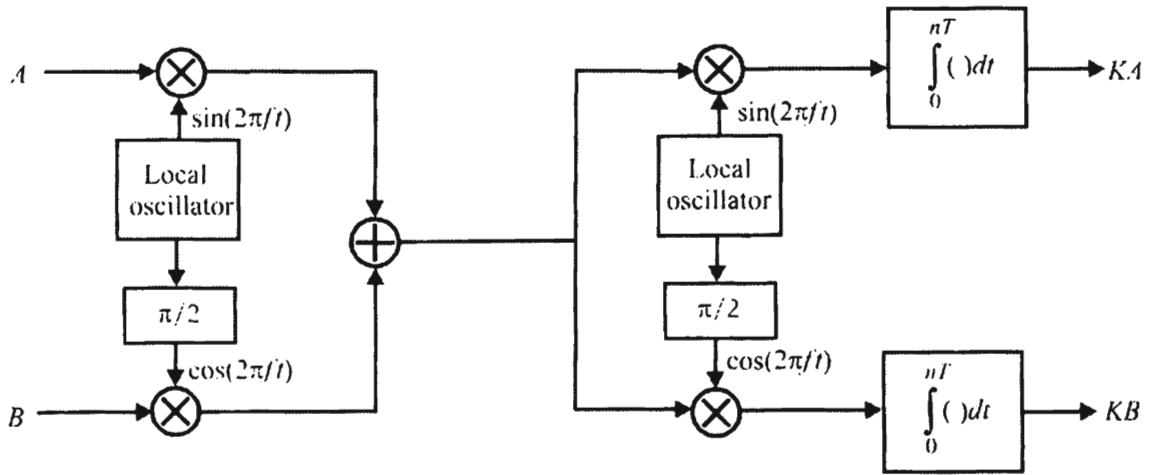 A
sin(2πft)
Local
oscillator
π/2
cos(2πft)
B
sin(2πft)
Local
oscillator
π/2
cos(2πft)
nT
∫( )dt
0
KA
nT
∫( )dt
0
KB